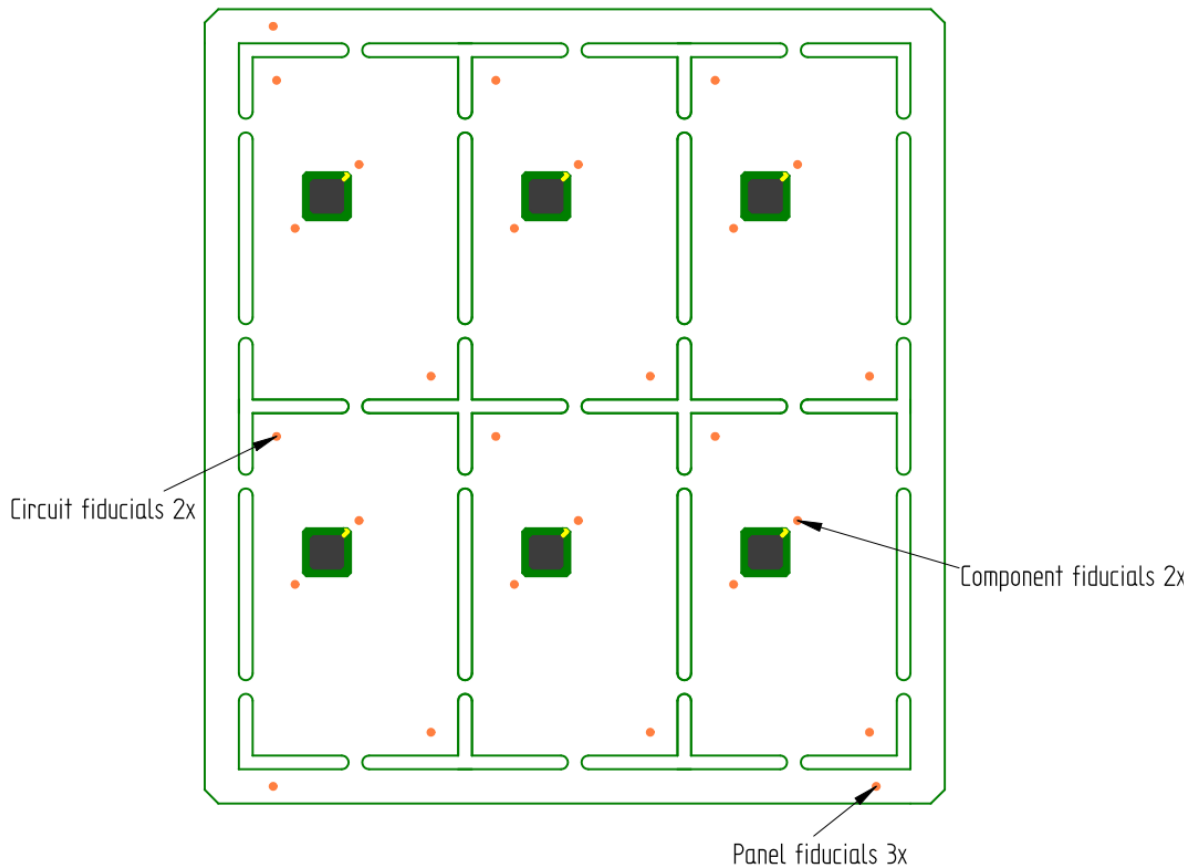 Circuit fiducials 2x
Component fiducials 2x
Panel fiducials 3x